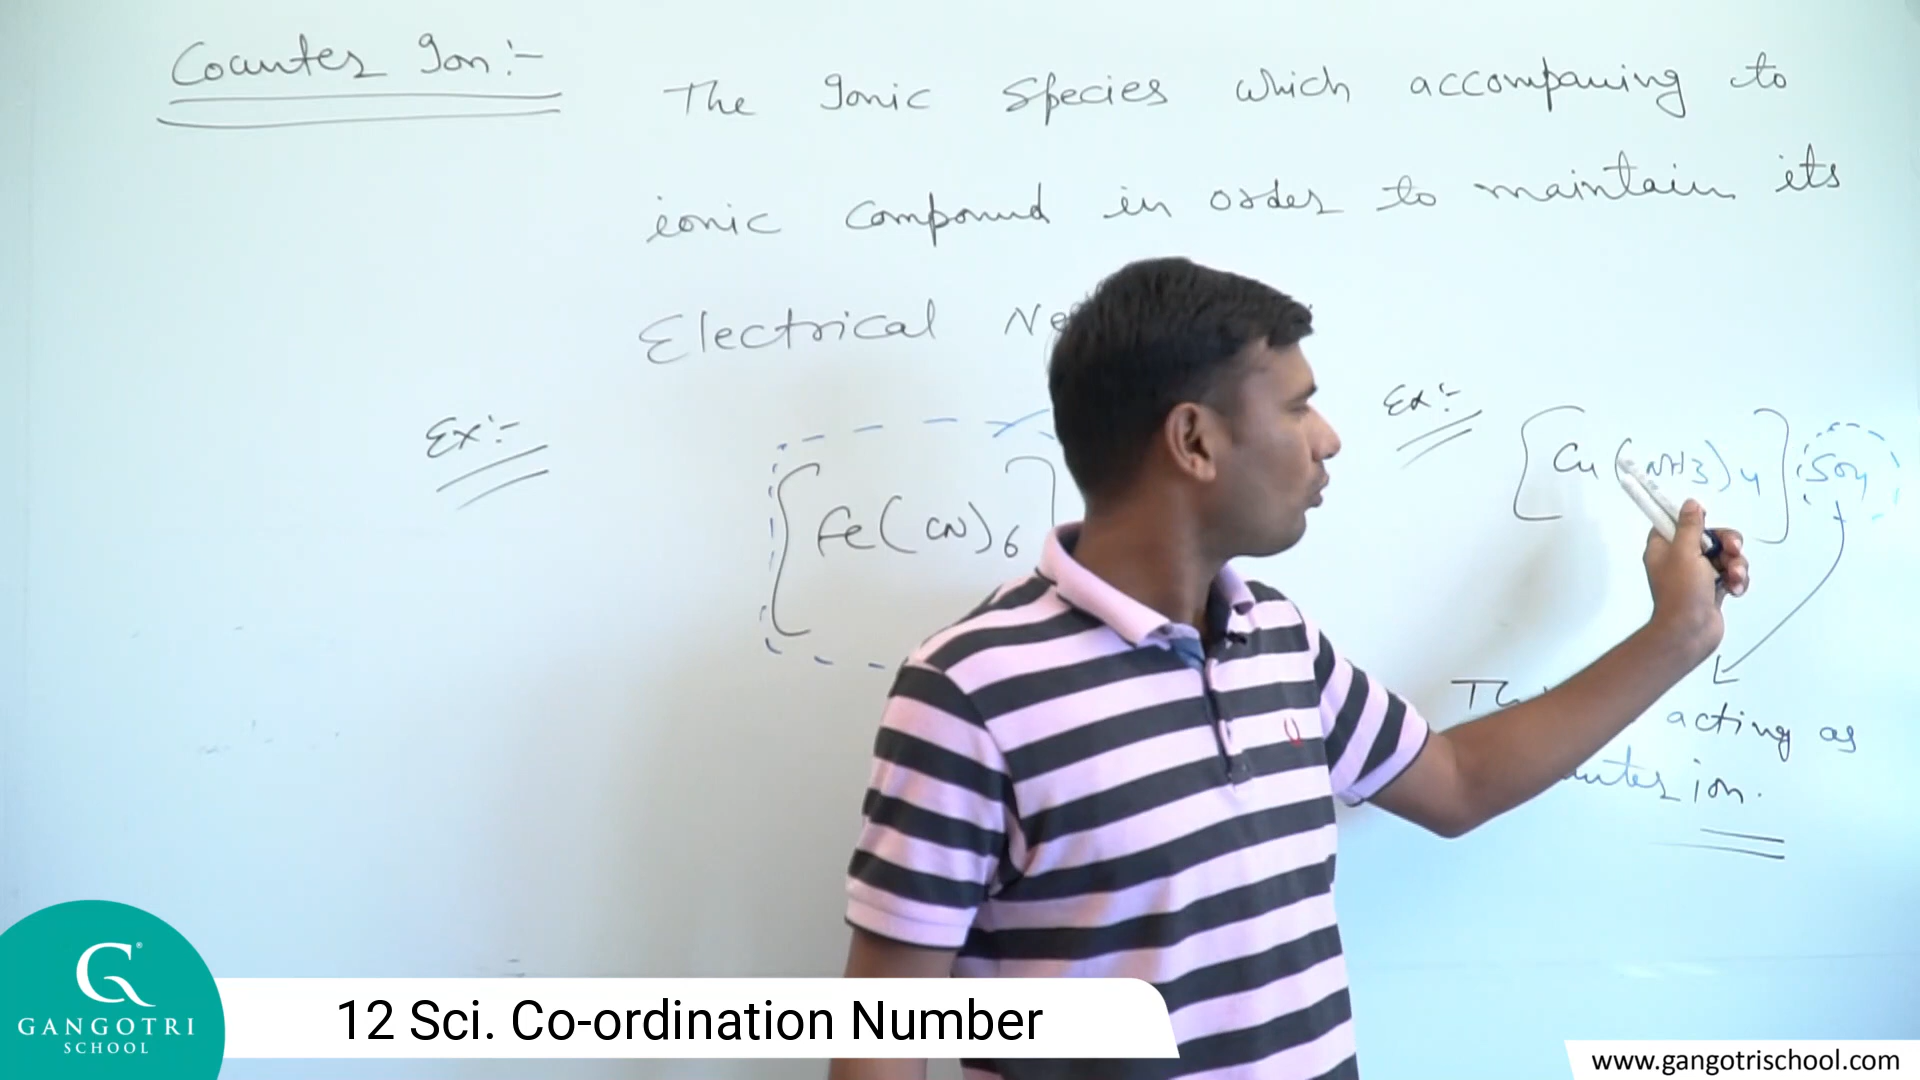 Counter Ion:-
The Ionic Species which accompaning to
ionic compound in order to maintain its
Electrical
Ex:-
Ex:-
[Fe(CN)6]
[Cu(NH3)4] SO4
acting as
ion.
G
GANGOTRI
SCHOOL
12 Sci. Co-ordination Number
www.gangotrischool.com